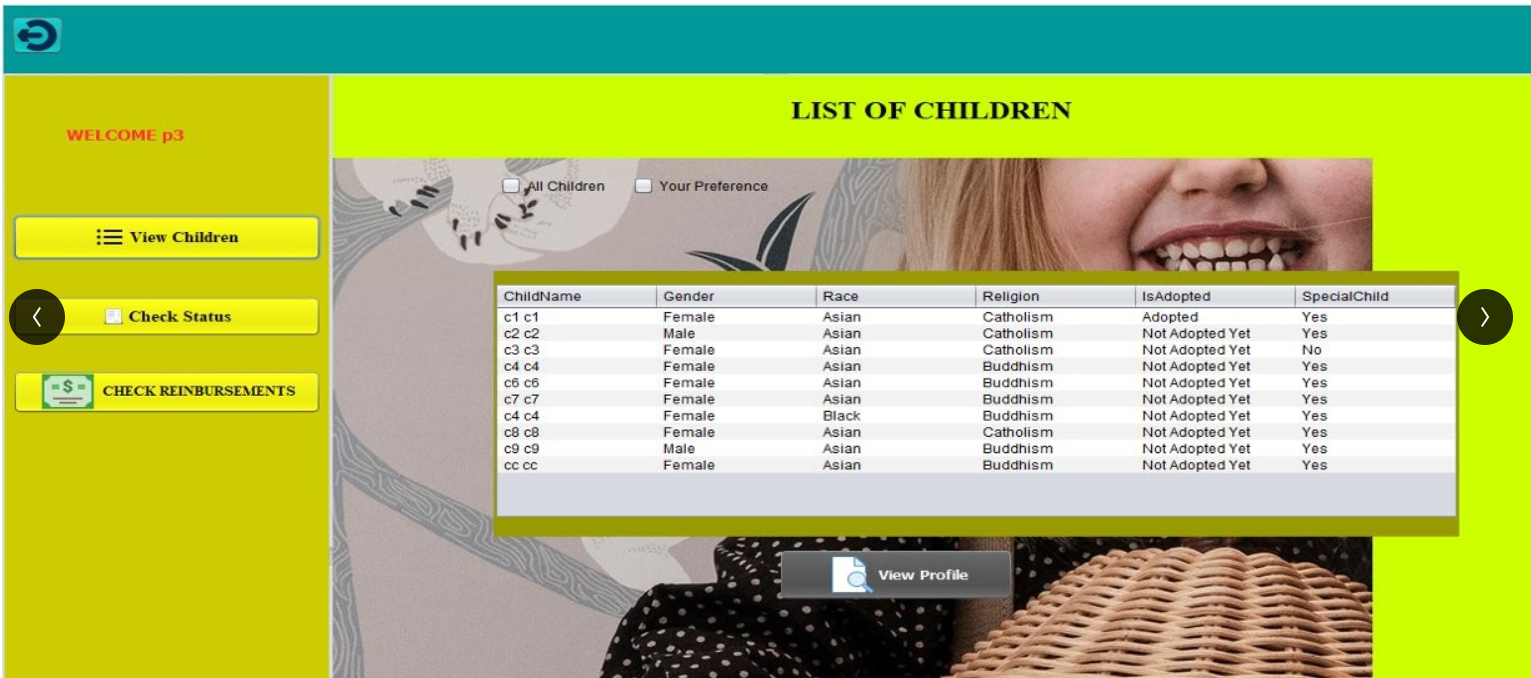 LIST OF CHILDREN
WELCOME p3
All Children Your Preference
View Children
Check Status
CHECK REINBURSEMENTS
ChildName Gender Race Religion IsAdopted SpecialChild
c1 c1 Female Asian Catholism Adopted Yes
c2 c2 Male Asian Catholism Not Adopted Yet Yes
c3 c3 Female Asian Catholism Not Adopted Yet No
c4 c4 Female Asian Buddhism Not Adopted Yet Yes
c6 c6 Female Asian Buddhism Not Adopted Yet Yes
c7 c7 Female Asian Buddhism Not Adopted Yet Yes
c4 c4 Female Black Buddhism Not Adopted Yet Yes
c8 c8 Female Asian Catholism Not Adopted Yet Yes
c9 c9 Male Asian Buddhism Not Adopted Yet Yes
cc cc Female Asian Buddhism Not Adopted Yet Yes
View Profile